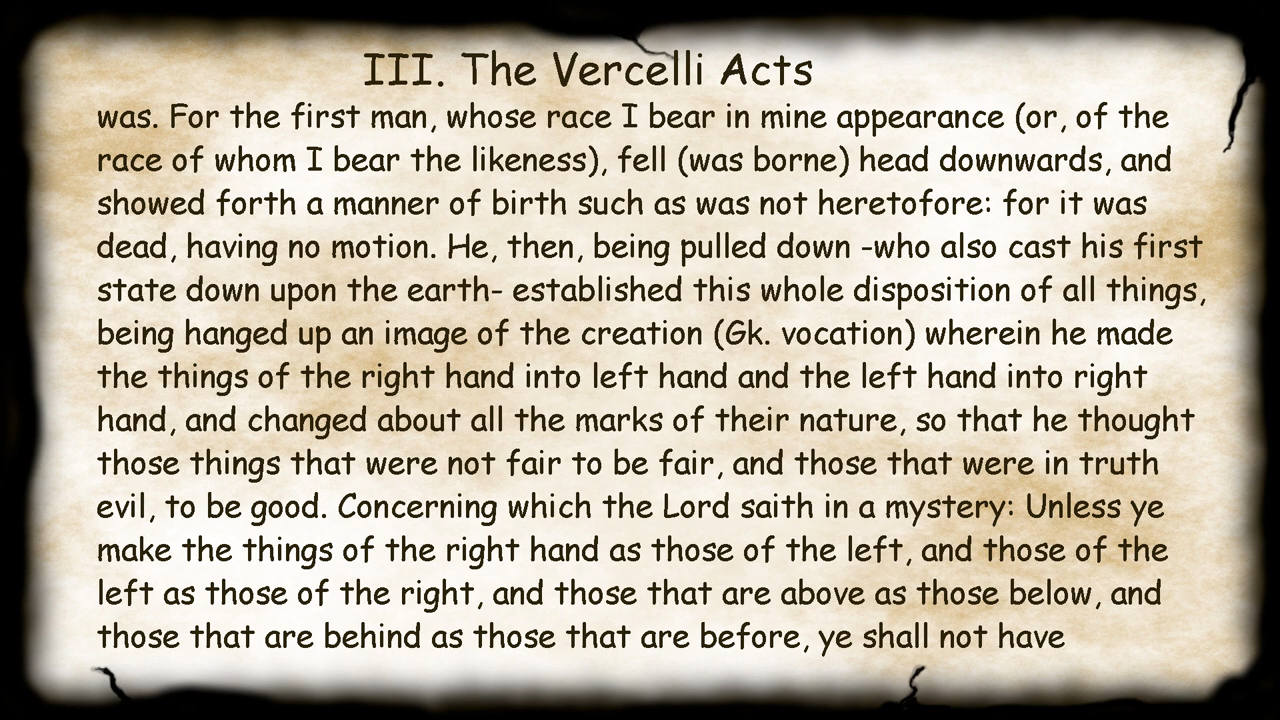 III. The Vercelli Acts
was. For the first man, whose race I bear in mine appearance (or, of the
race of whom I bear the likeness), fell (was borne) head downwards, and
showed forth a manner of birth such as was not heretofore: for it was
dead, having no motion. He, then, being pulled down -who also cast his first
state down upon the earth- established this whole disposition of all things,
being hanged up an image of the creation (Gk. vocation) wherein he made
the things of the right hand into left hand and the left hand into right
hand, and changed about all the marks of their nature, so that he thought
those things that were not fair to be fair, and those that were in truth
evil, to be good. Concerning which the Lord saith in a mystery: Unless ye
make the things of the right hand as those of the left, and those of the
left as those of the right, and those that are above as those below, and
those that are behind as those that are before, ye shall not have